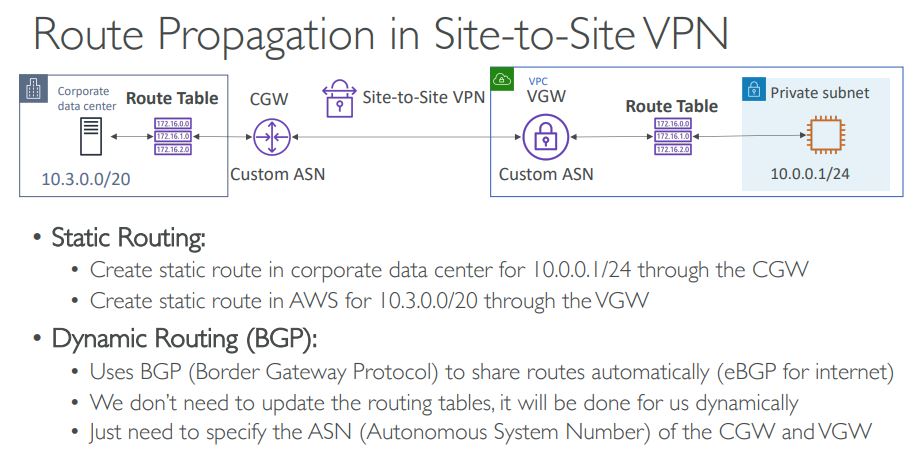 Route Propagation in Site-to-Site VPN
Corporate
data center
Route Table
CGW
Site-to-Site VPN
VPC
VGW
Route Table
Private subnet
172.16.0.0
172.16.1.0
172.16.2.0
172.16.0.0
172.16.1.0
172.16.2.0
10.3.0.0/20
Custom ASN
Custom ASN
10.0.0.1/24
• Static Routing:
• Create static route in corporate data center for 10.0.0.1/24 through the CGW
• Create static route in AWS for 10.3.0.0/20 through the VGW
• Dynamic Routing (BGP):
• Uses BGP (Border Gateway Protocol) to share routes automatically (eBGP for internet)
• We don't need to update the routing tables, it will be done for us dynamically
• Just need to specify the ASN (Autonomous System Number) of the CGW and VGW